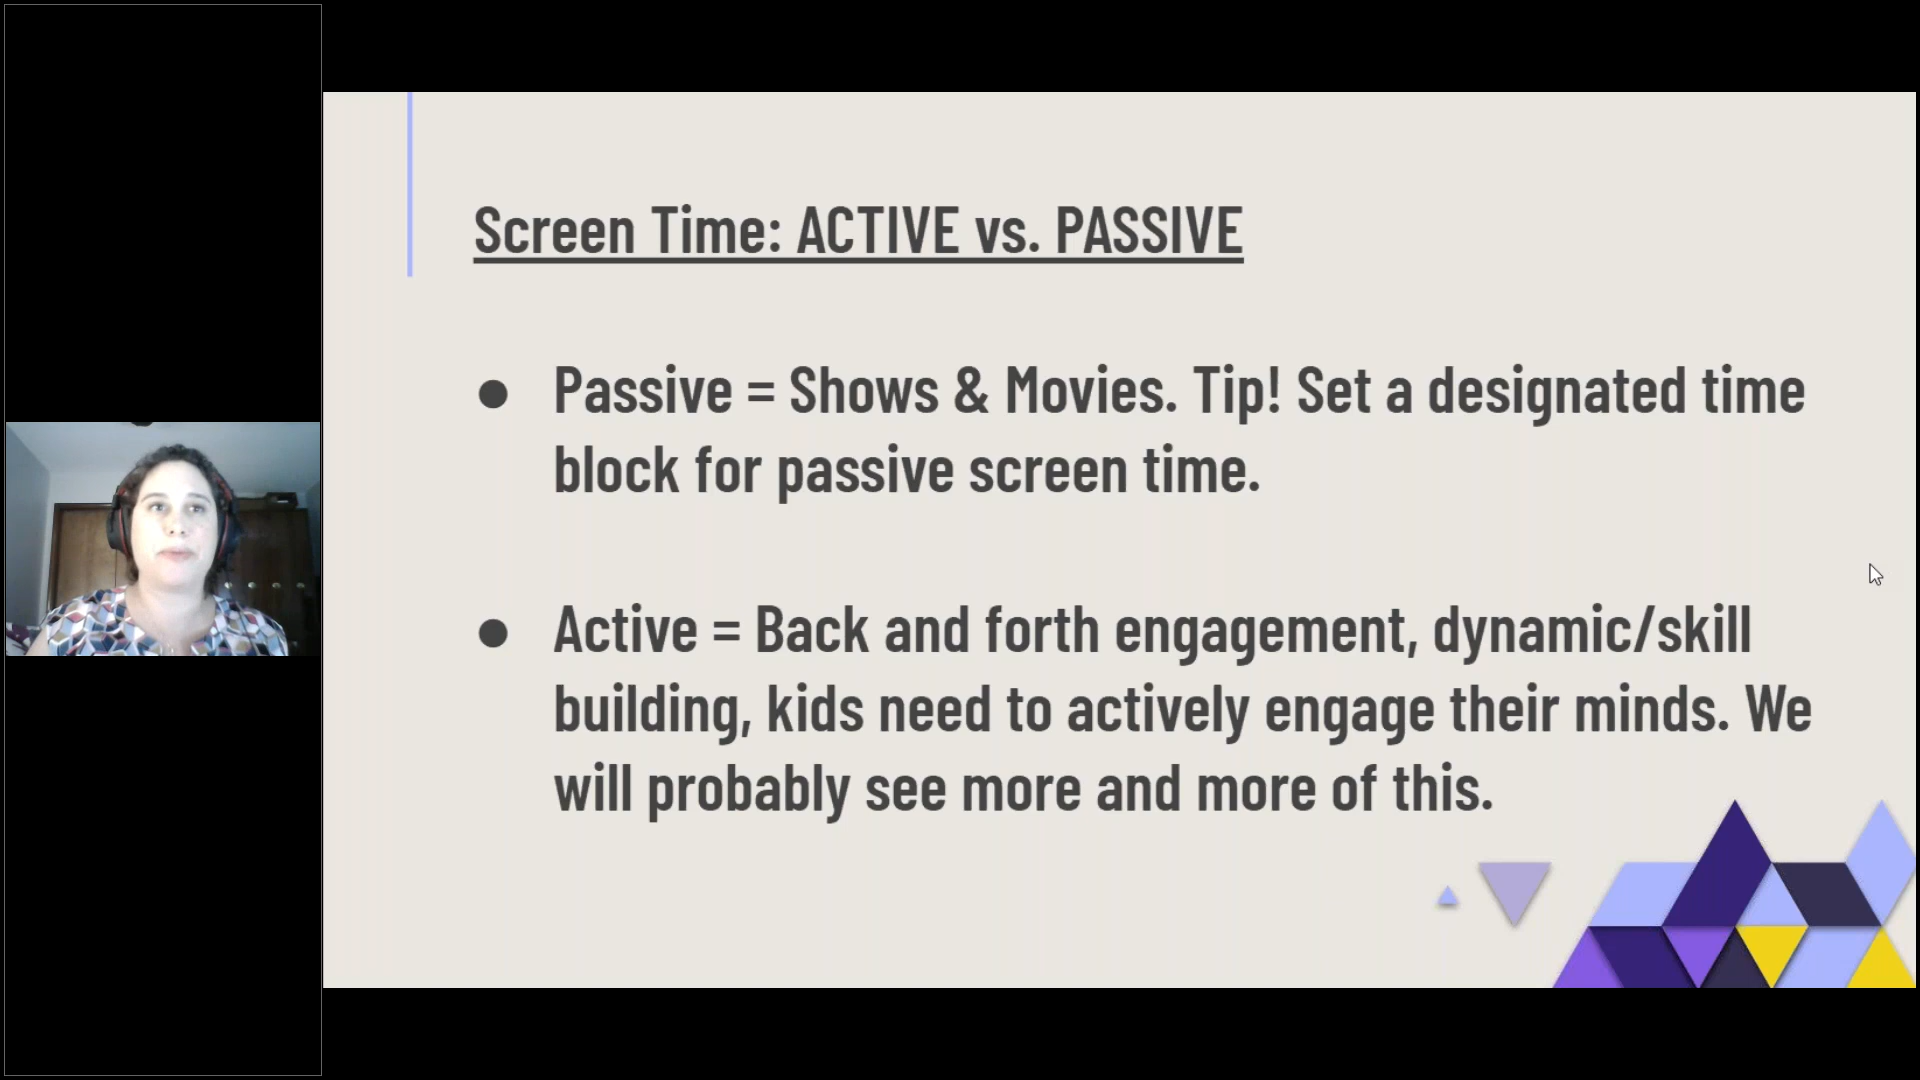 Screen Time: ACTIVE vs. PASSIVE
● Passive = Shows & Movies. Tip! Set a designated time
block for passive screen time.
● Active = Back and forth engagement, dynamic/skill
building, kids need to actively engage their minds. We
will probably see more and more of this.